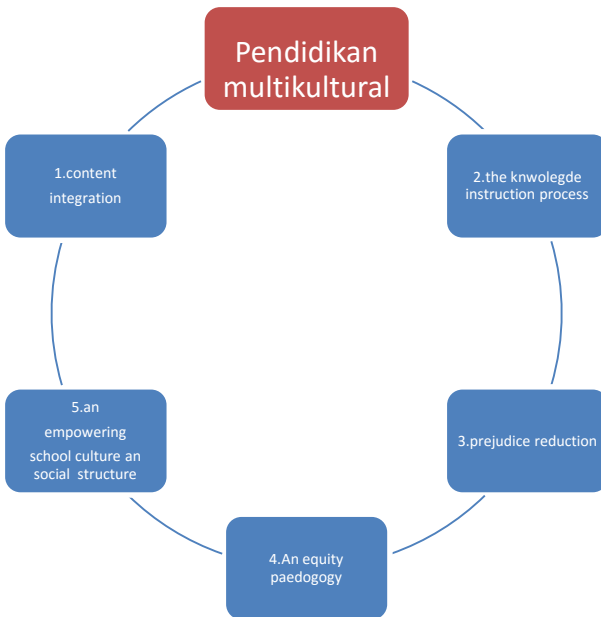 Pendidikan
multikultural
1.content
integration
2.the knwolegde
instruction process
3.prejudice reduction
4.An equity
paedogogy
5.an
empowering
school culture an
social structure